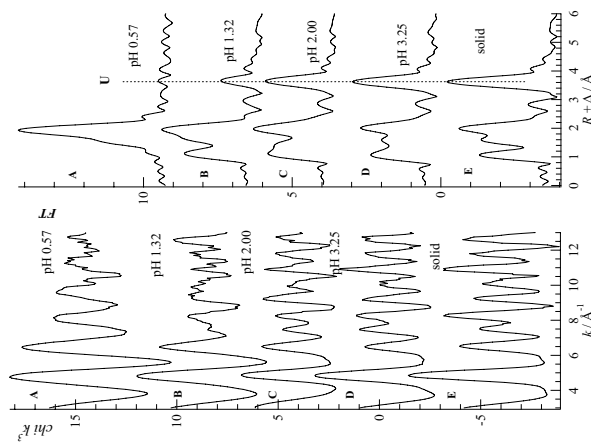 FT
U
A
pH 0.57
B
pH 1.32
C
pH 2.00
D
pH 3.25
E
solid
10
5
0
0 1 2 3 4 5 6
R + Δ / Å
chi k³
A
pH 0.57
B
pH 1.32
C
pH 2.00
D
pH 3.25
E
solid
15
10
5
0
-5
4 6 8 10 12
k / Å⁻¹